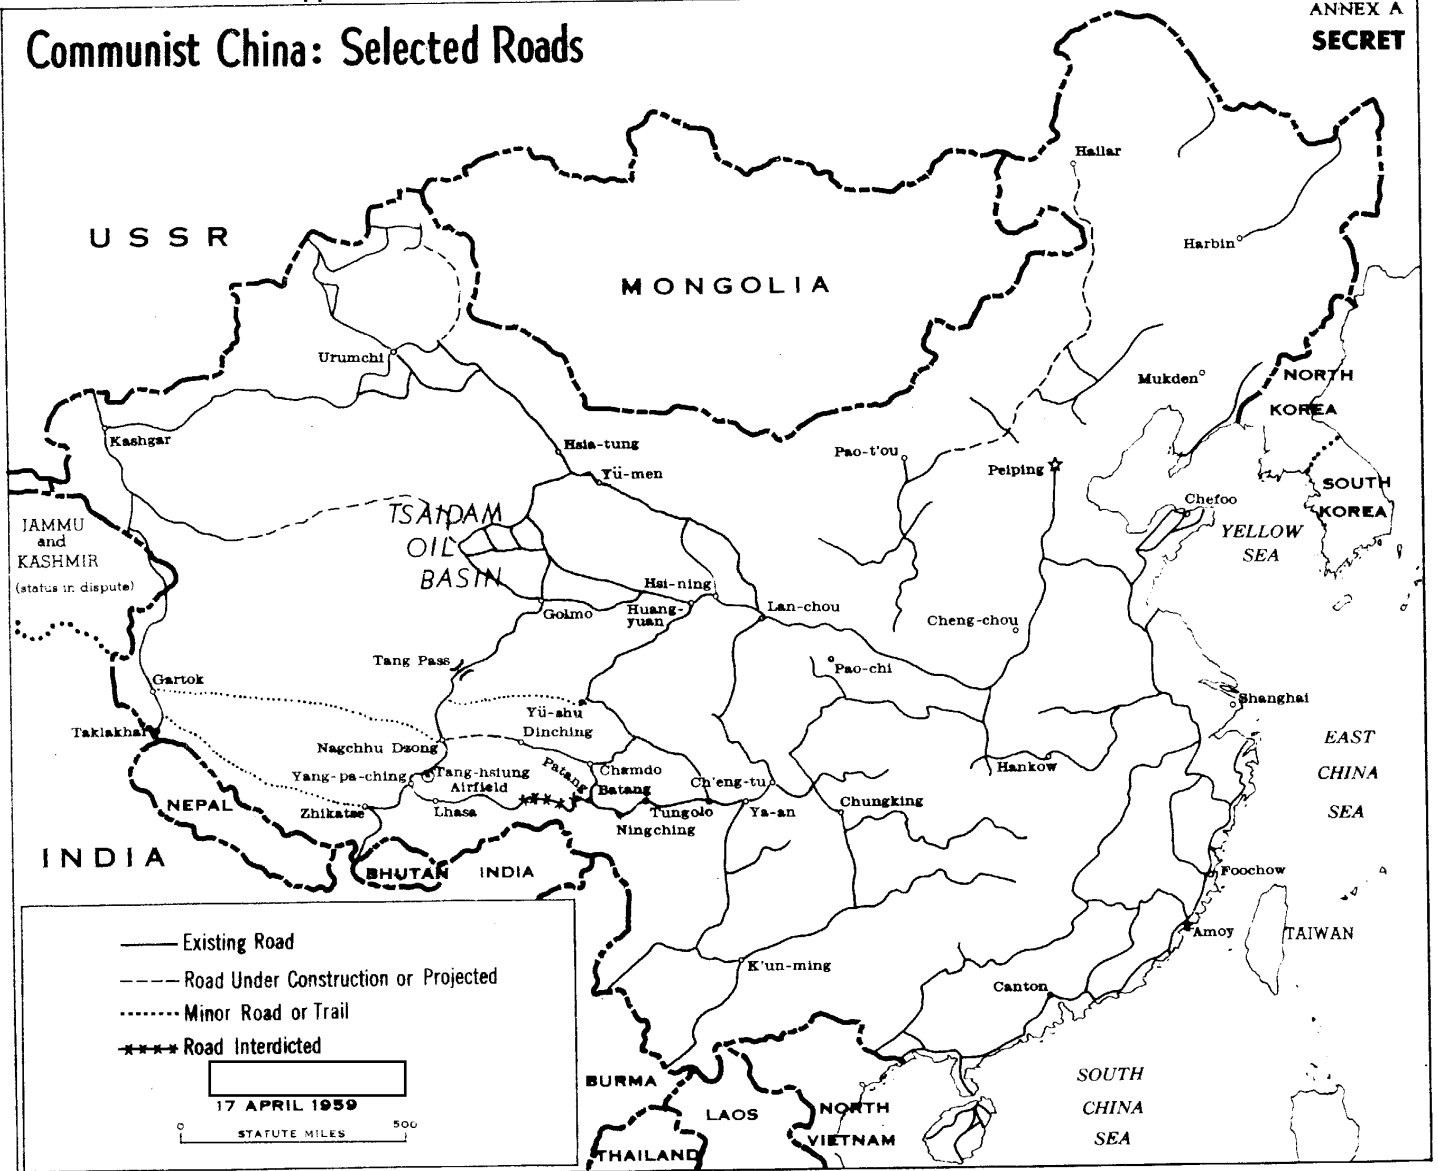 ANNEX A
SECRET
Communist China: Selected Roads
Hailar
USSR
Harbin
MONGOLIA
Urumchi
Mukden
NORTH
KOREA
Kashgar
Hsia-tung
Pao-t'ou
Peiping
Yü-men
SOUTH
KOREA
Chefoo
TSAIDAM
OIL
BASIN
JAMMU
and
KASHMIR
(status in dispute)
YELLOW
SEA
Hsi-ning
Golmo
Huang-
yuan
Lan-chou
Cheng-chou
Tang Pass
Pao-chi
Gartok
Shanghai
Yü-shu
Taklakhar
Dinching
Nagchhu Dzong
EAST
CHINA
SEA
Hankow
Yang-pa-ching
Tang-hsiung
Airfield
Patang
Chamdo
Batang
Ch'eng-tu
NEPAL
Zhikatse
Lhasa
Tungolo
Ningching
Ya-an
Chungking
INDIA
BHUTAN
INDIA
Foochow
Amoy
TAIWAN
K'un-ming
Canton
Existing Road
Road Under Construction or Projected
Minor Road or Trail
Road Interdicted
17 APRIL 1959
0 500
STATUTE MILES
BURMA
LAOS
THAILAND
NORTH
VIETNAM
SOUTH
CHINA
SEA